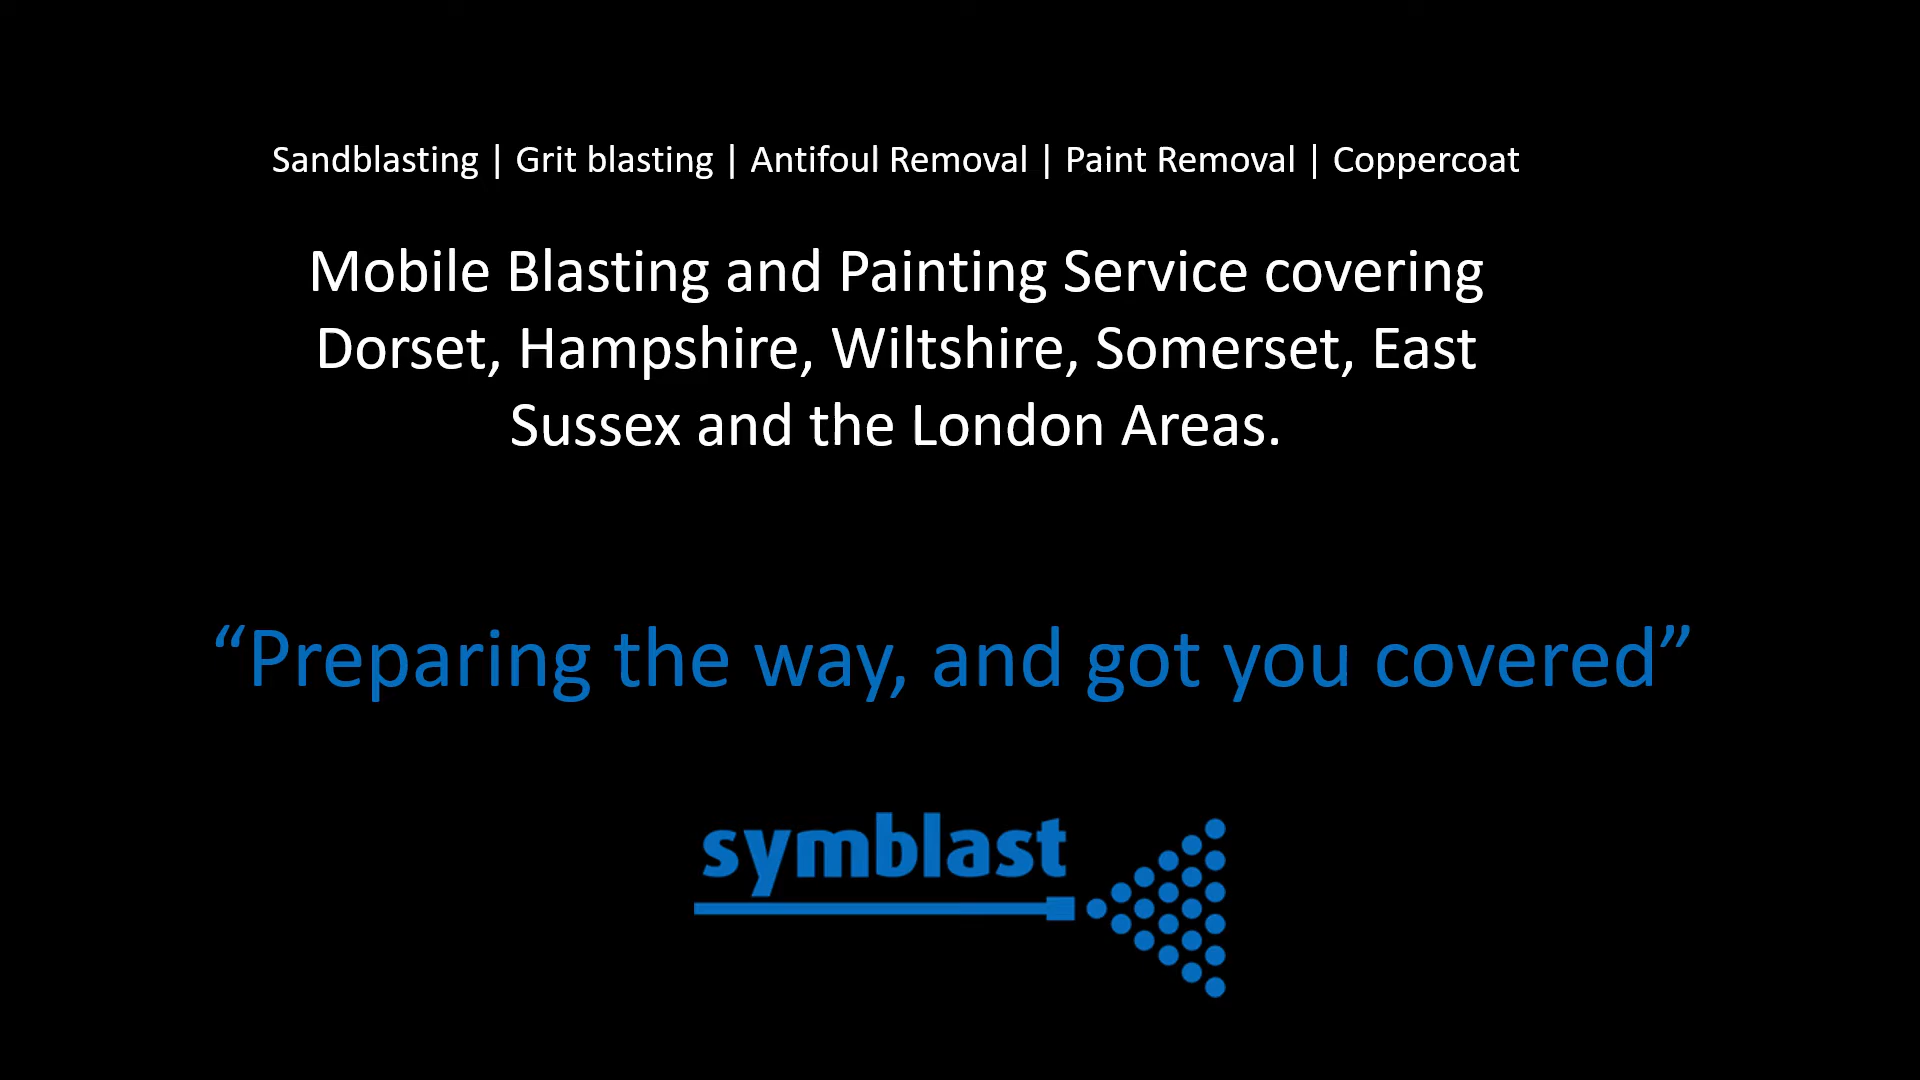 Sandblasting | Grit blasting | Antifoul Removal | Paint Removal | Coppercoat
Mobile Blasting and Painting Service covering
Dorset, Hampshire, Wiltshire, Somerset, East
Sussex and the London Areas.
“Preparing the way, and got you covered”
symblast